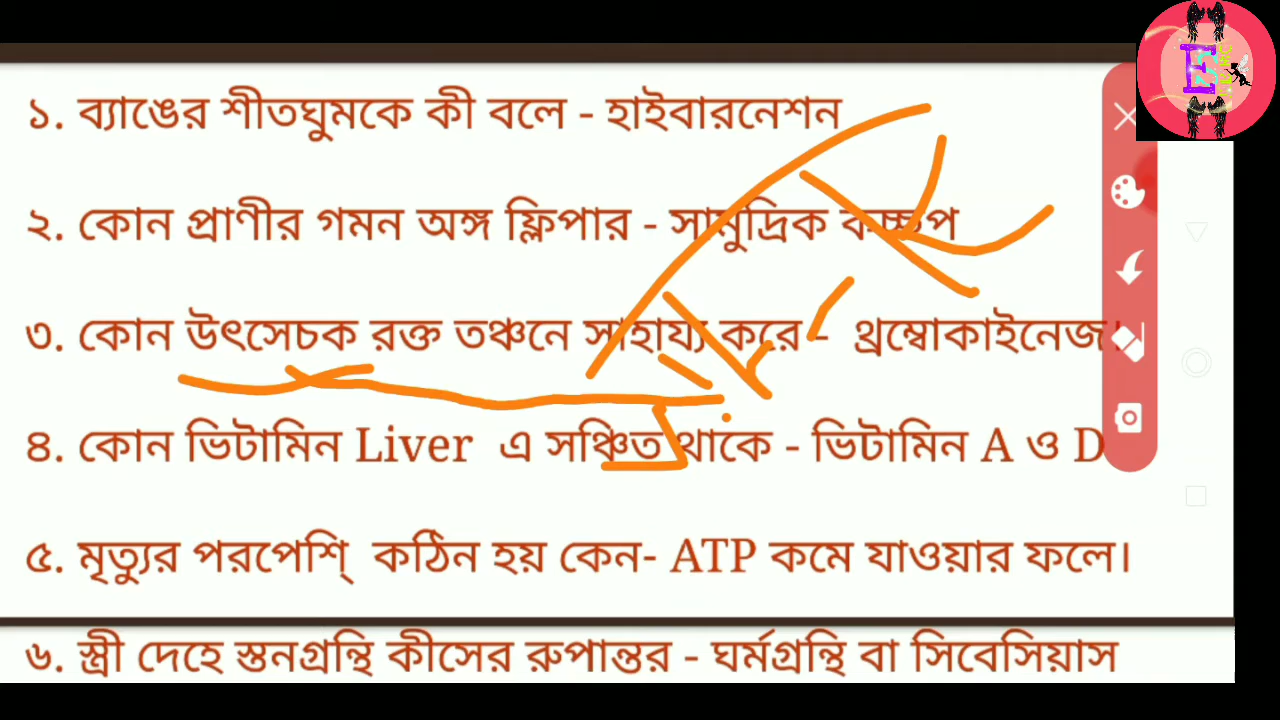 ১. ব্যাঙের শীতঘুমকে কী বলে - হাইবারনেশন
২. কোন প্রাণীর গমন অঙ্গ ফ্লিপার - সামুদ্রিক কচ্ছপ
৩. কোন উৎসেচক রক্ত তঞ্চনে সাহায্য করে - থ্রম্বোকাইনেজ।
৪. কোন ভিটামিন Liver এ সঞ্চিত থাকে - ভিটামিন A ও D
৫. মৃত্যুর পরপেশি্ কঠিন হয় কেন- ATP কমে যাওয়ার ফলে।
৬. স্ত্রী দেহে স্তনগ্রন্থি কীসের রুপান্তর - ঘর্মগ্রন্থি বা সিবেসিয়াস